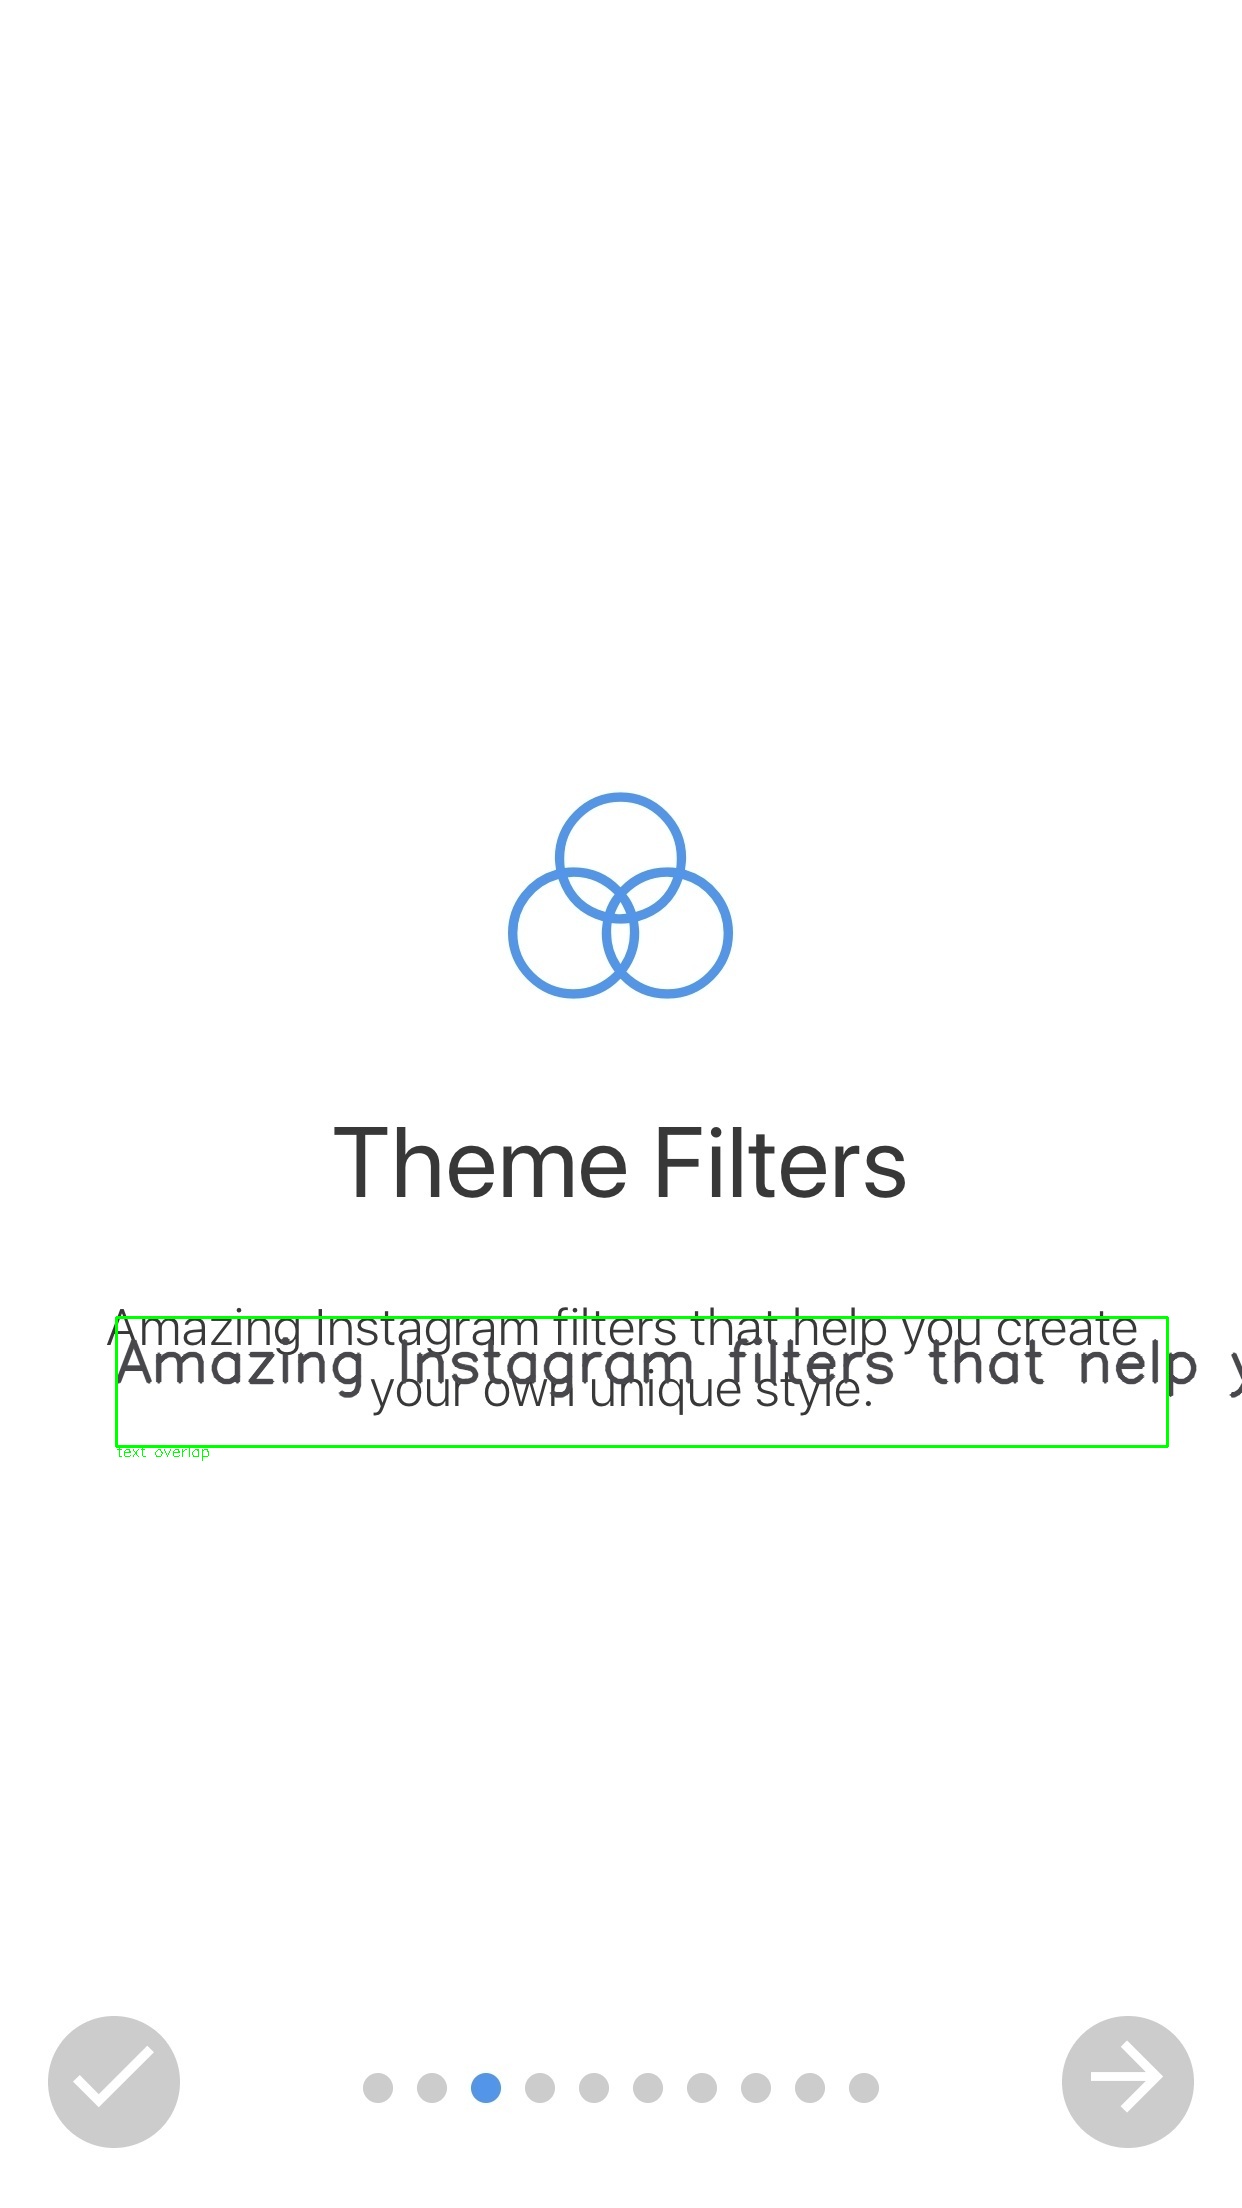 Theme Filters
Amazing Instagram filters that help you create
Amazing Instagram filters that help y
your own unique style.
text overlap